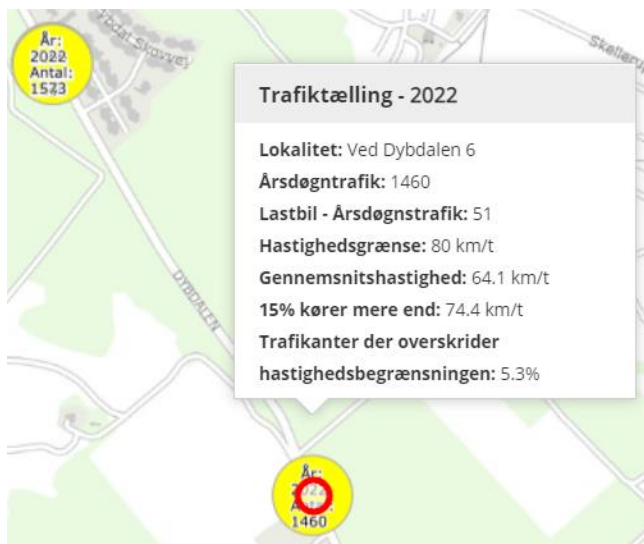 År:
2022
Antal:
1523
Skovvej
Trafiktælling - 2022
Lokalitet: Ved Dybdalen 6
Årsdøgntrafik: 1460
Lastbil - Årsdøgnstrafik: 51
Hastighedsgrænse: 80 km/t
Gennemsnitshastighed: 64.1 km/t
15% kører mere end: 74.4 km/t
Trafikanter der overskrider
hastighedsbegrænsningen: 5.3%
DYBDALEN
År:
2022
1460